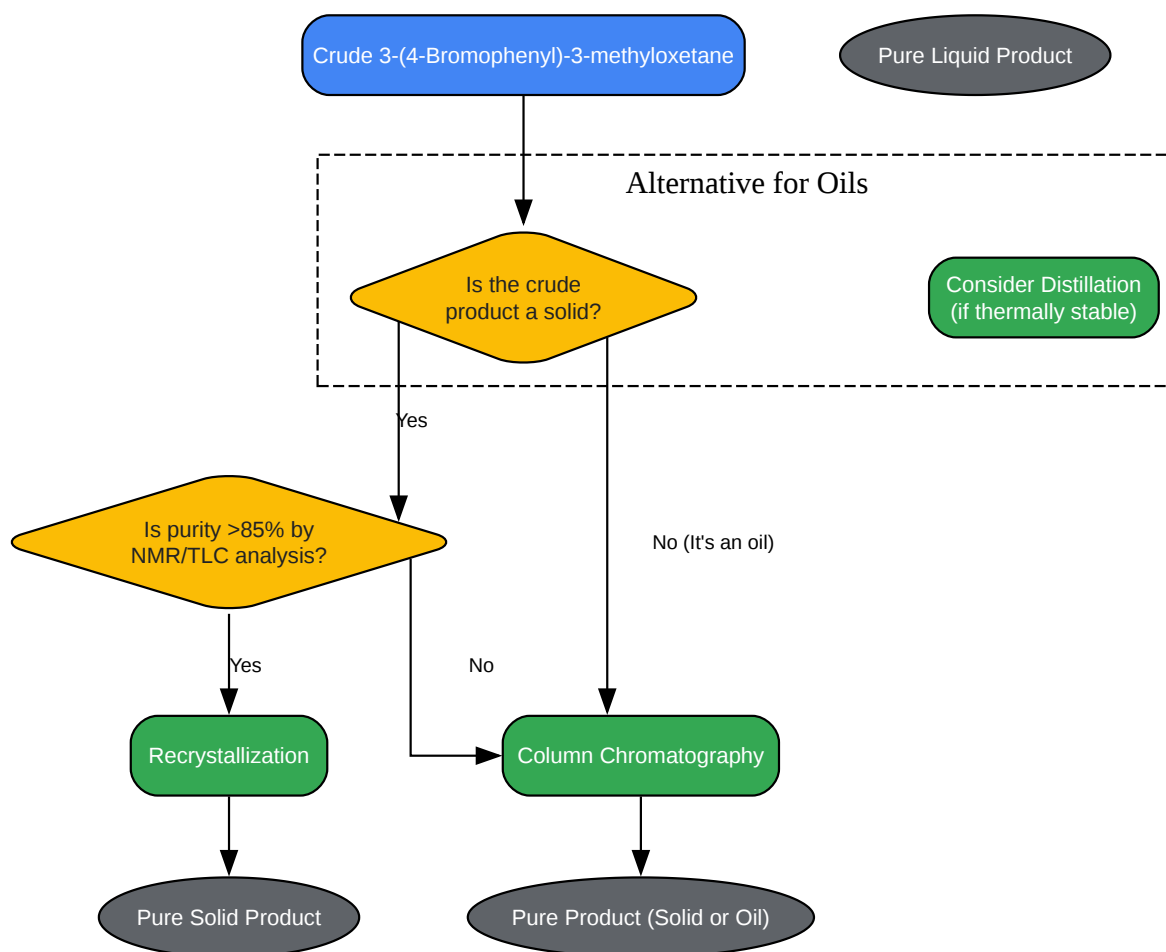 Crude 3-(4-Bromophenyl)-3-methyloxetane
Pure Liquid Product
Alternative for Oils
Is the crude
product a solid?
Consider Distillation
(if thermally stable)
Yes
Is purity >85% by
NMR/TLC analysis?
No (It's an oil)
Yes
No
Recrystallization
Column Chromatography
Pure Solid Product
Pure Product (Solid or Oil)